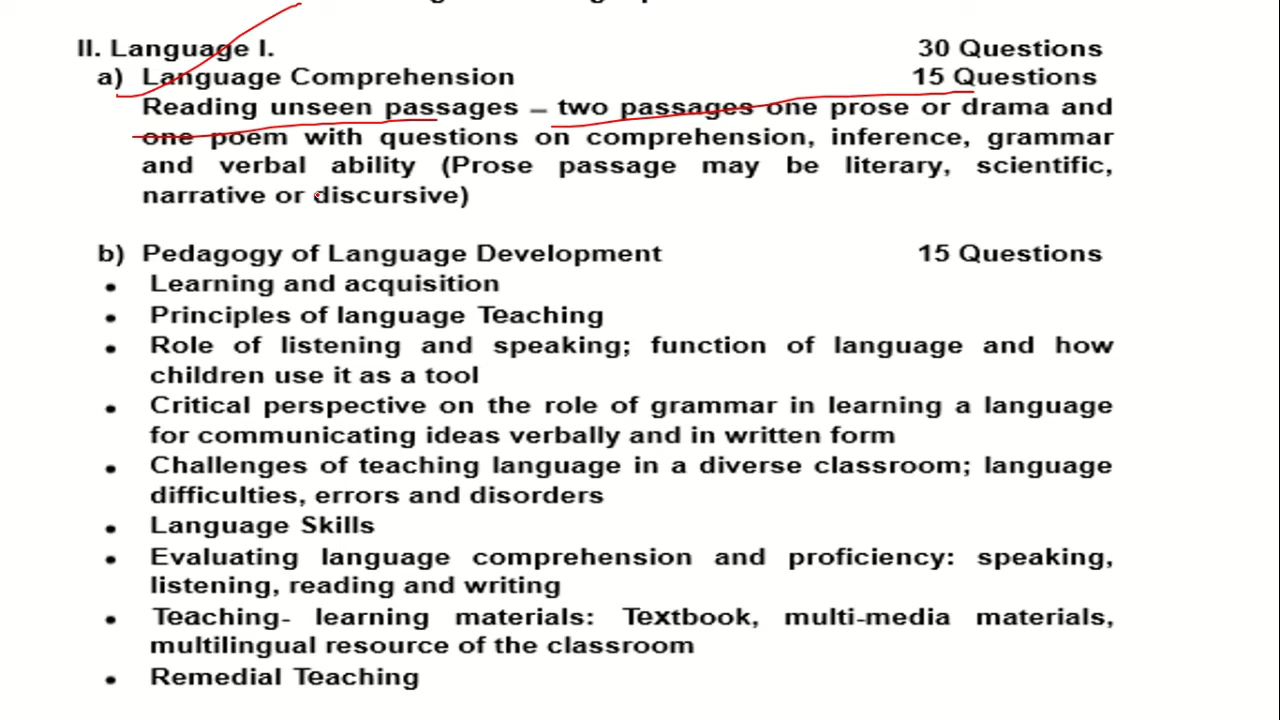 II. Language I. 30 Questions
a) Language Comprehension 15 Questions
Reading unseen passages – two passages one prose or drama and
one poem with questions on comprehension, inference, grammar
and verbal ability (Prose passage may be literary, scientific,
narrative or discursive)
b) Pedagogy of Language Development 15 Questions
• Learning and acquisition
• Principles of language Teaching
• Role of listening and speaking; function of language and how
children use it as a tool
• Critical perspective on the role of grammar in learning a language
for communicating ideas verbally and in written form
• Challenges of teaching language in a diverse classroom; language
difficulties, errors and disorders
• Language Skills
• Evaluating language comprehension and proficiency: speaking,
listening, reading and writing
• Teaching- learning materials: Textbook, multi-media materials,
multilingual resource of the classroom
• Remedial Teaching